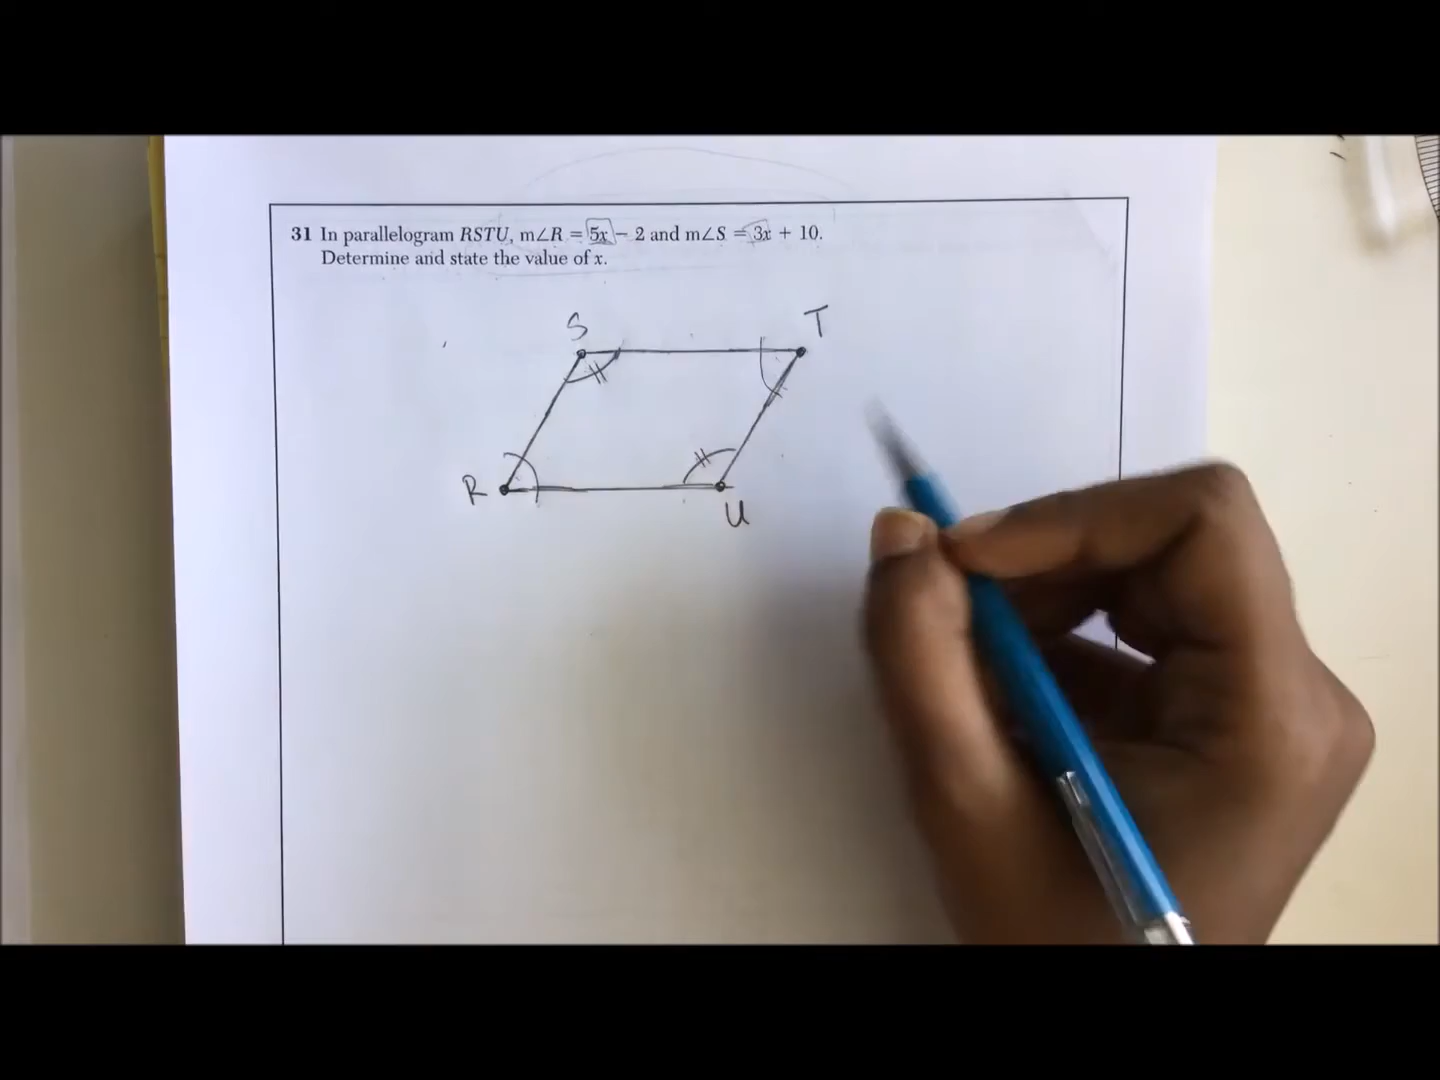 31 In parallelogram RSTU, m∠R = 5x − 2 and m∠S = 3x + 10.
Determine and state the value of x.
S
T
R
U